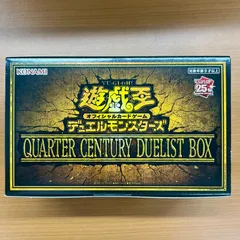 KONAMI
YU-GI-OH!
遊戯王
オフィシャルカードゲーム
デュエルモンスターズ
QUARTER CENTURY DUELIST BOX
25th